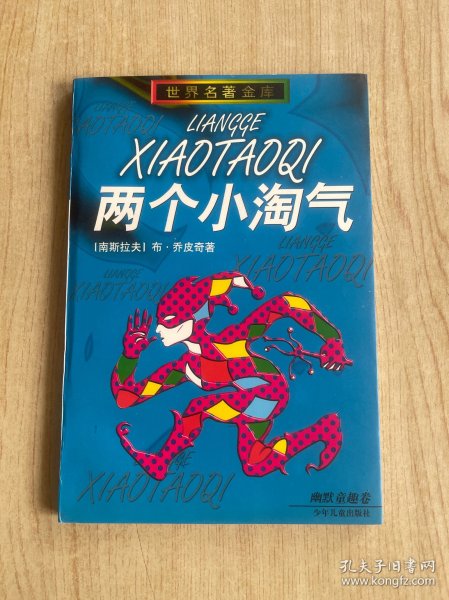 世界名著金库
LIANGGE
XIAOTAOQI
LIANGGE
XIAOTAOQI
两个小淘气
[南斯拉夫] 布·乔皮奇著
LIANGGE
XIAOTAOQI
LIANGGE
XIAOTAOQI
LIANGGE
XIAOTAOQI
幽默童趣卷
少年儿童出版社
孔夫子旧书网
www.kongfz.com